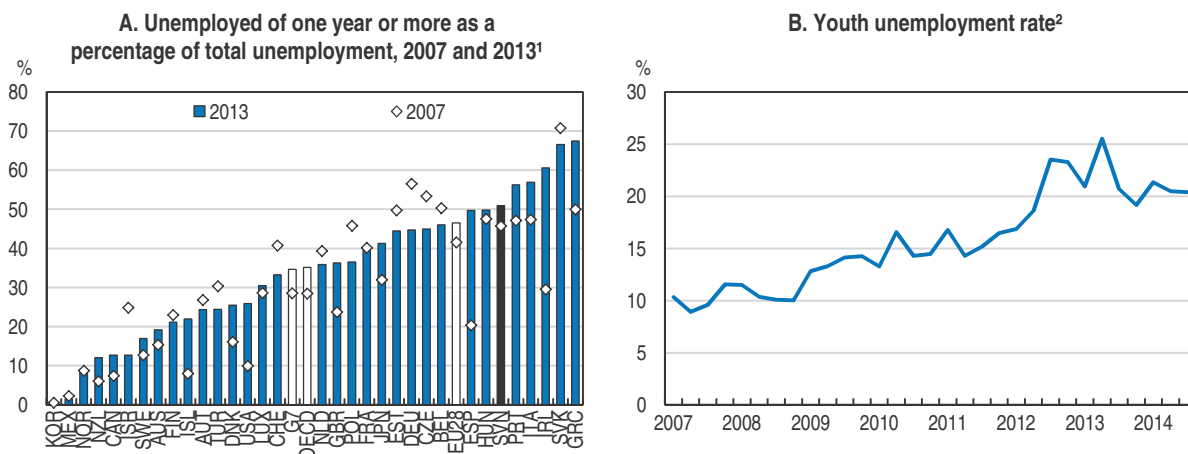 A. Unemployed of one year or more as a
percentage of total unemployment, 2007 and 2013¹
%
80
70
60
50
40
30
20
10
0
2013
2007
KOR
MEX
NOR
NZL
CAN
ISR
SWE
AUS
FIN
ISL
AUT
TUR
DNK
USA
LUX
CHE
G7
OECD
NLD
GBR
POL
FRA
JPN
EST
DEU
CZE
BEL
EU28
ESP
HUN
SVN
PRT
ITA
IRL
SVK
GRC
B. Youth unemployment rate²
%
30
25
20
15
10
5
0
2007
2008
2009
2010
2011
2012
2013
2014